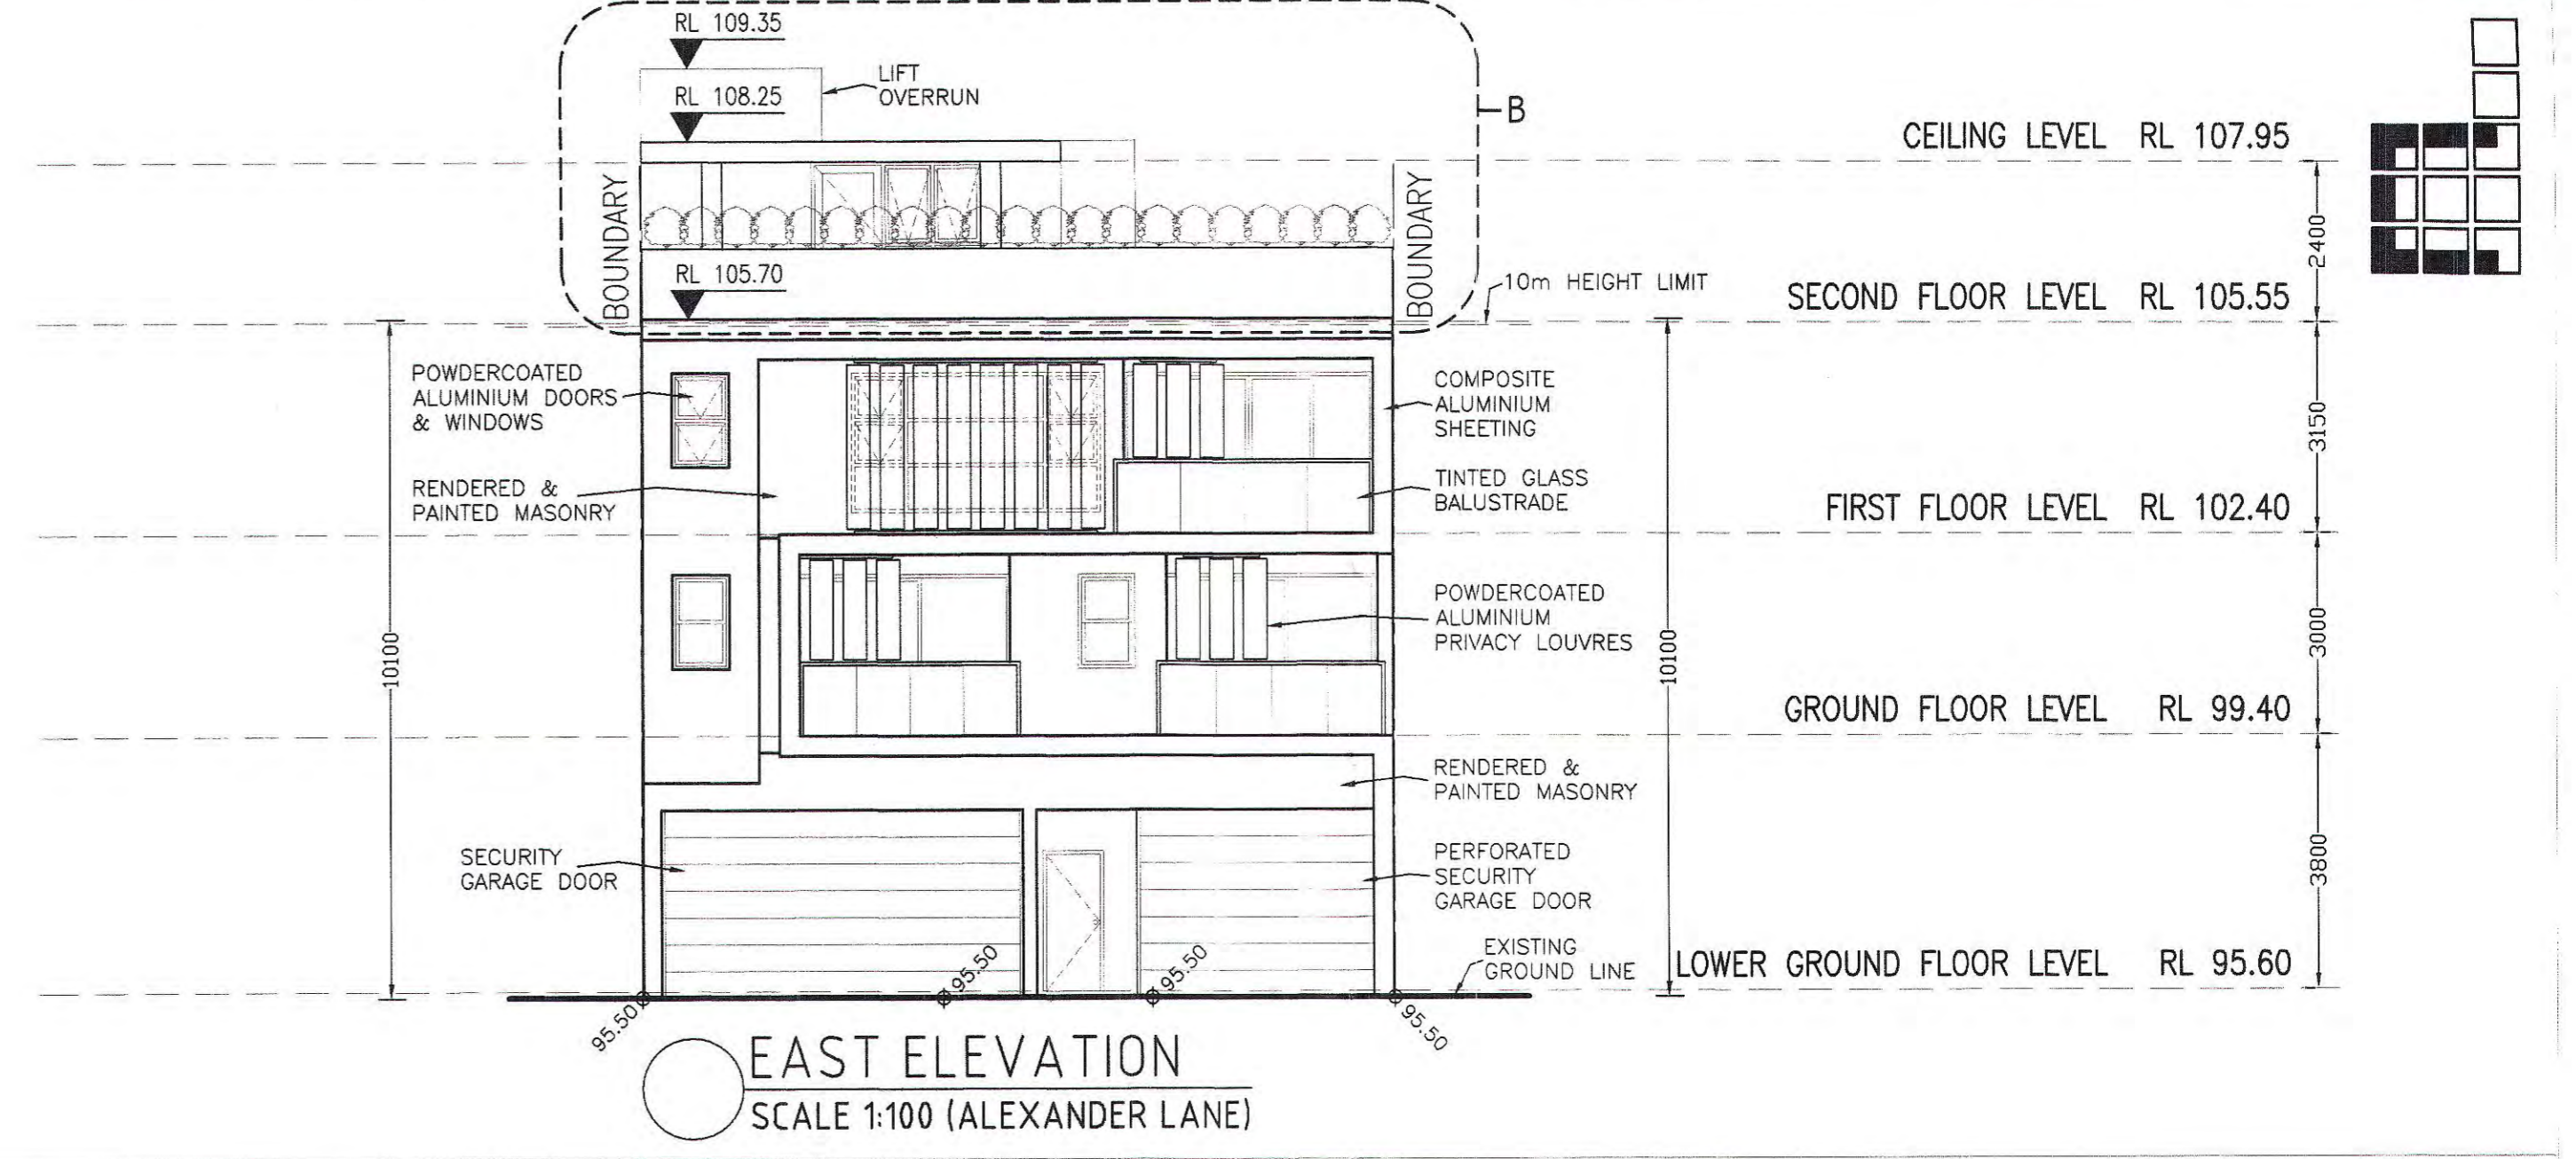 RL 109.35
LIFT
OVERRUN
RL 108.25
B
CEILING LEVEL RL 107.95
BOUNDARY
BOUNDARY
2400
RL 105.70
10m HEIGHT LIMIT
SECOND FLOOR LEVEL RL 105.55
POWDERCOATED
ALUMINIUM DOORS
& WINDOWS
COMPOSITE
ALUMINIUM
SHEETING
3150
RENDERED &
PAINTED MASONRY
TINTED GLASS
BALUSTRADE
FIRST FLOOR LEVEL RL 102.40
POWDERCOATED
ALUMINIUM
PRIVACY LOUVRES
10100
10100
3000
GROUND FLOOR LEVEL RL 99.40
RENDERED &
PAINTED MASONRY
SECURITY
GARAGE DOOR
PERFORATED
SECURITY
GARAGE DOOR
3800
95.50
95.50
EXISTING
GROUND LINE
LOWER GROUND FLOOR LEVEL RL 95.60
95.50
95.50
EAST ELEVATION
SCALE 1:100 (ALEXANDER LANE)